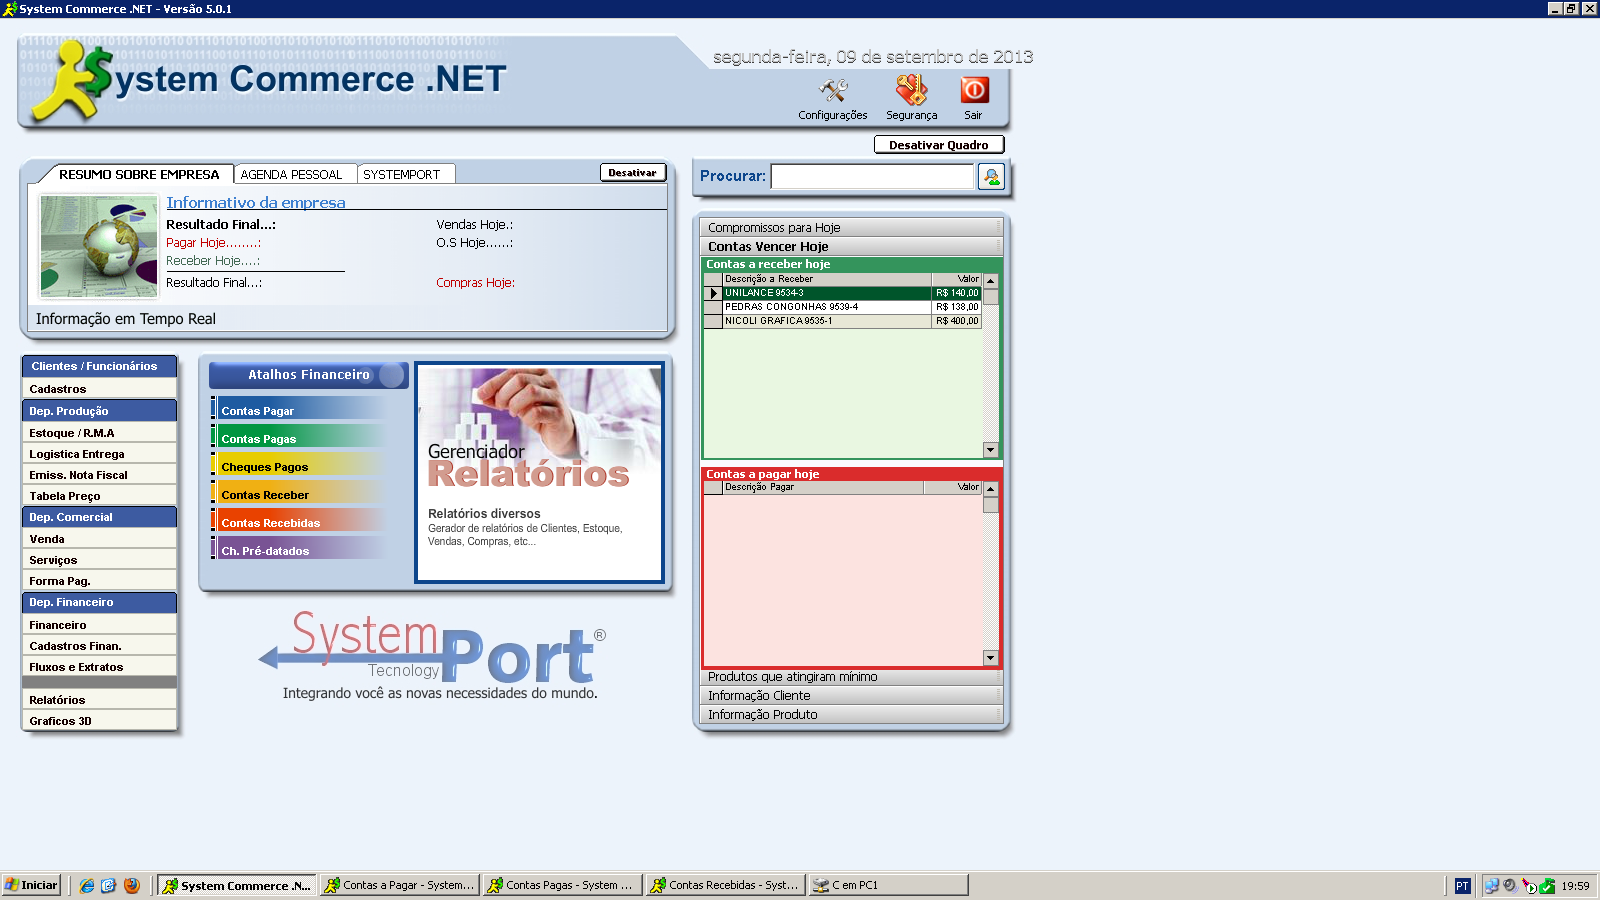 System Commerce .NET - Versão 5.0.1
$ystem Commerce .NET
segunda-feira, 09 de setembro de 2013
Configurações
Segurança
Sair
Desativar Quadro
RESUMO SOBRE EMPRESA
AGENDA PESSOAL
SYSTEMPORT
Desativar
Procurar:
Informativo da empresa
Resultado Final...:
Vendas Hoje.:
Pagar Hoje........:
O.S Hoje......:
Receber Hoje....:
Resultado Final...:
Compras Hoje:
Informação em Tempo Real
Compromissos para Hoje
Contas Vencer Hoje
Contas a receber hoje
Descrição a Receber Valor
UNILANCE 9534-3 R$ 140,00
PEDRAS CONGONHAS 9539-4 R$ 138,00
NICOLI GRAFICA 9535-1 R$ 400,00
Contas a pagar hoje
Descrição Pagar Valor
Produtos que atingiram mínimo
Informação Cliente
Informação Produto
Clientes / Funcionários
Cadastros
Dep. Produção
Estoque / R.M.A
Logistica Entrega
Emiss. Nota Fiscal
Tabela Preço
Dep. Comercial
Venda
Serviços
Forma Pag.
Dep. Financeiro
Financeiro
Cadastros Finan.
Fluxos e Extratos
Relatórios
Graficos 3D
Atalhos Financeiro
Contas Pagar
Contas Pagas
Cheques Pagos
Contas Receber
Contas Recebidas
Ch. Pré-datados
Gerenciador
Relatórios
Relatórios diversos
Gerador de relatórios de Clientes, Estoque,
Vendas, Compras, etc...
System Port ®
Tecnology
Integrando você as novas necessidades do mundo.
Iniciar
System Commerce .N...
Contas a Pagar - System...
Contas Pagas - System ...
Contas Recebidas - Syst...
C em PC1
PT
19:59